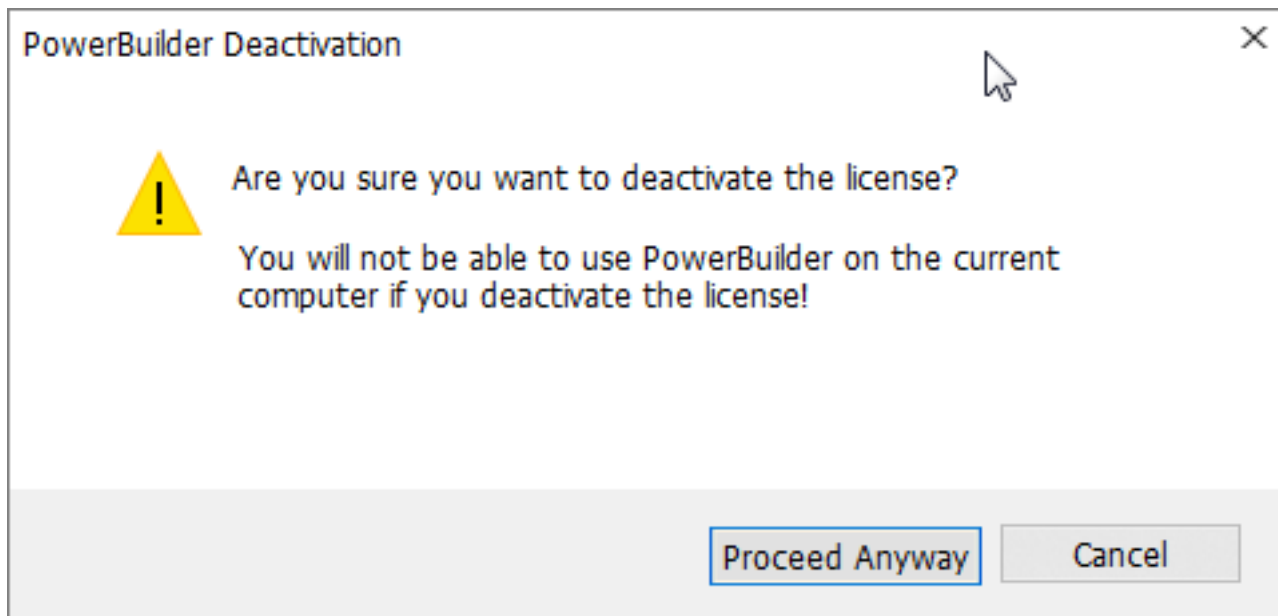 PowerBuilder Deactivation
Are you sure you want to deactivate the license?
You will not be able to use PowerBuilder on the current
computer if you deactivate the license!
Proceed Anyway
Cancel